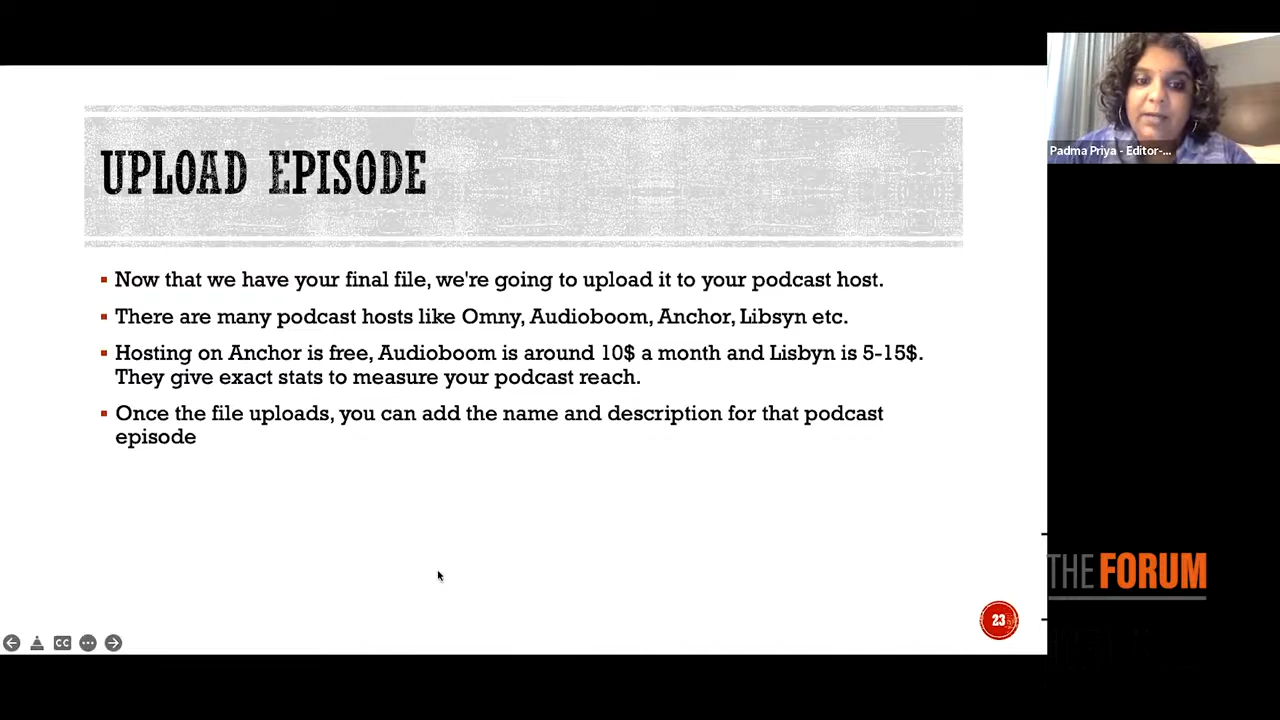 UPLOAD EPISODE
Now that we have your final file, we're going to upload it to your podcast host.
There are many podcast hosts like Omny, Audioboom, Anchor, Libsyn etc.
Hosting on Anchor is free, Audioboom is around 10$ a month and Lisbyn is 5-15$.
They give exact stats to measure your podcast reach.
Once the file uploads, you can add the name and description for that podcast
episode
Padma Priya - Editor-...
THE FORUM
23
CC